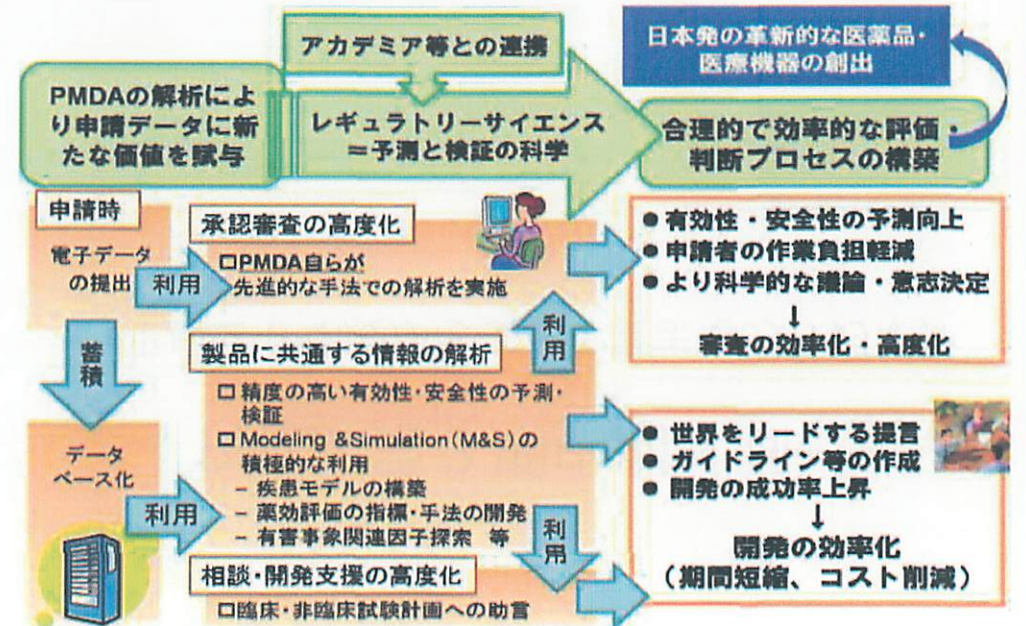 アカデミア等との連携
日本発の革新的な医薬品・
医療機器の創出
PMDAの解析によ
り申請データに新
たな価値を賦与
レギュラトリーサイエンス
＝予測と検証の科学
合理的で効率的な評価・
判断プロセスの構築
申請時
電子データ
の提出
利用
承認審査の高度化
□PMDA自らが
先進的な手法での解析を実施
● 有効性・安全性の予測向上
● 申請者の作業負担軽減
● より科学的な議論・意志決定
↓
審査の効率化・高度化
蓄積
利用
製品に共通する情報の解析
□ 精度の高い有効性・安全性の予測・
検証
□ Modeling &Simulation(M&S)の
積極的な利用
– 疾患モデルの構築
– 薬効評価の指標・手法の開発
– 有害事象関連因子探索 等
データ
ベース化
利用
利用
● 世界をリードする提言
● ガイドライン等の作成
● 開発の成功率上昇
↓
開発の効率化
（期間短縮、コスト削減）
相談・開発支援の高度化
□臨床・非臨床試験計画への助言